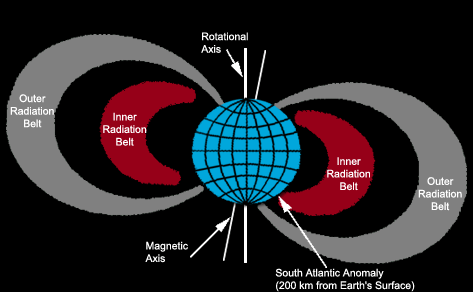 Rotational
Axis
Outer
Radiation
Belt
Inner
Radiation
Belt
Inner
Radiation
Belt
Outer
Radiation
Belt
Magnetic
Axis
South Atlantic Anomaly
(200 km from Earth's Surface)